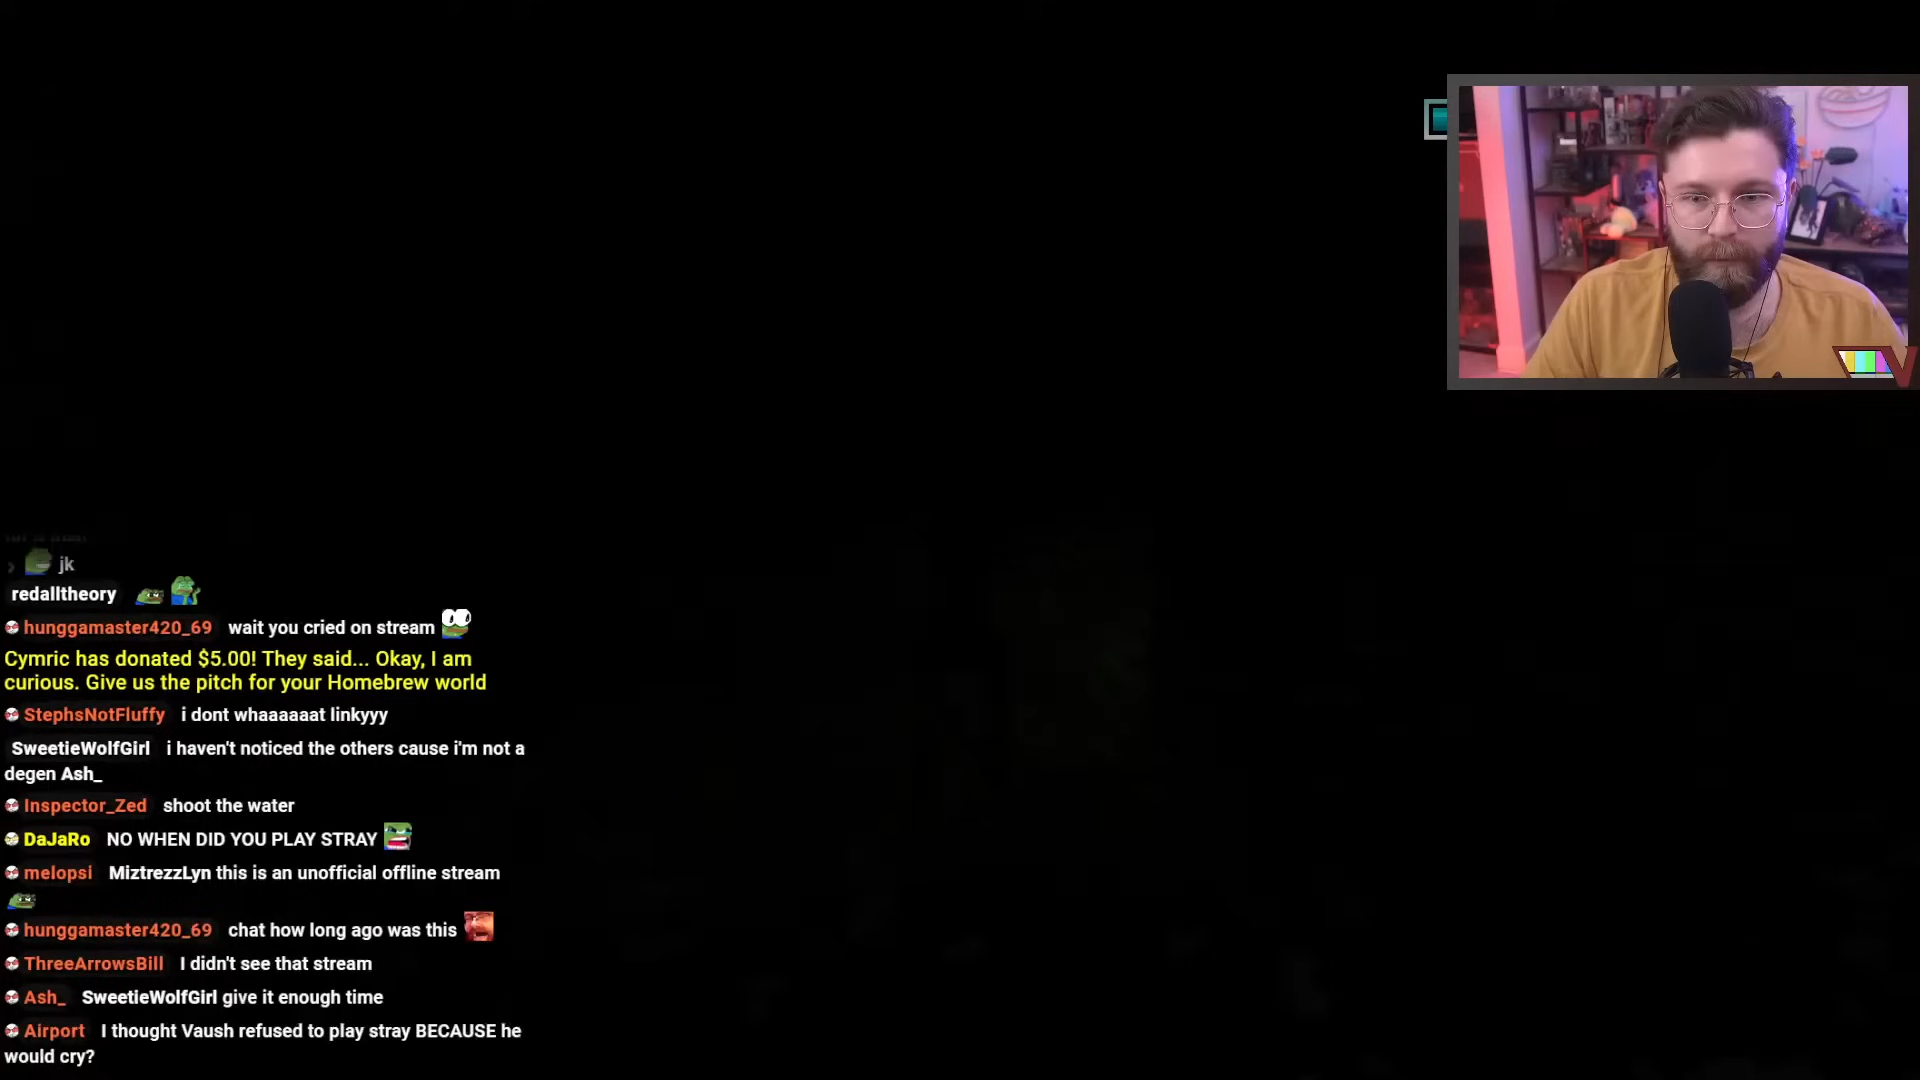 jk
redalltheory
hunggamaster420_69 wait you cried on stream
Cymric has donated $5.00! They said... Okay, I am
curious. Give us the pitch for your Homebrew world
StephsNotFluffy i dont whaaaaaat linkyyy
SweetieWolfGirl i haven't noticed the others cause i'm not a
degen Ash_
Inspector_Zed shoot the water
DaJaRo NO WHEN DID YOU PLAY STRAY
melopsi MiztrezzLyn this is an unofficial offline stream
hunggamaster420_69 chat how long ago was this
ThreeArrowsBill I didn't see that stream
Ash_ SweetieWolfGirl give it enough time
Airport I thought Vaush refused to play stray BECAUSE he
would cry?